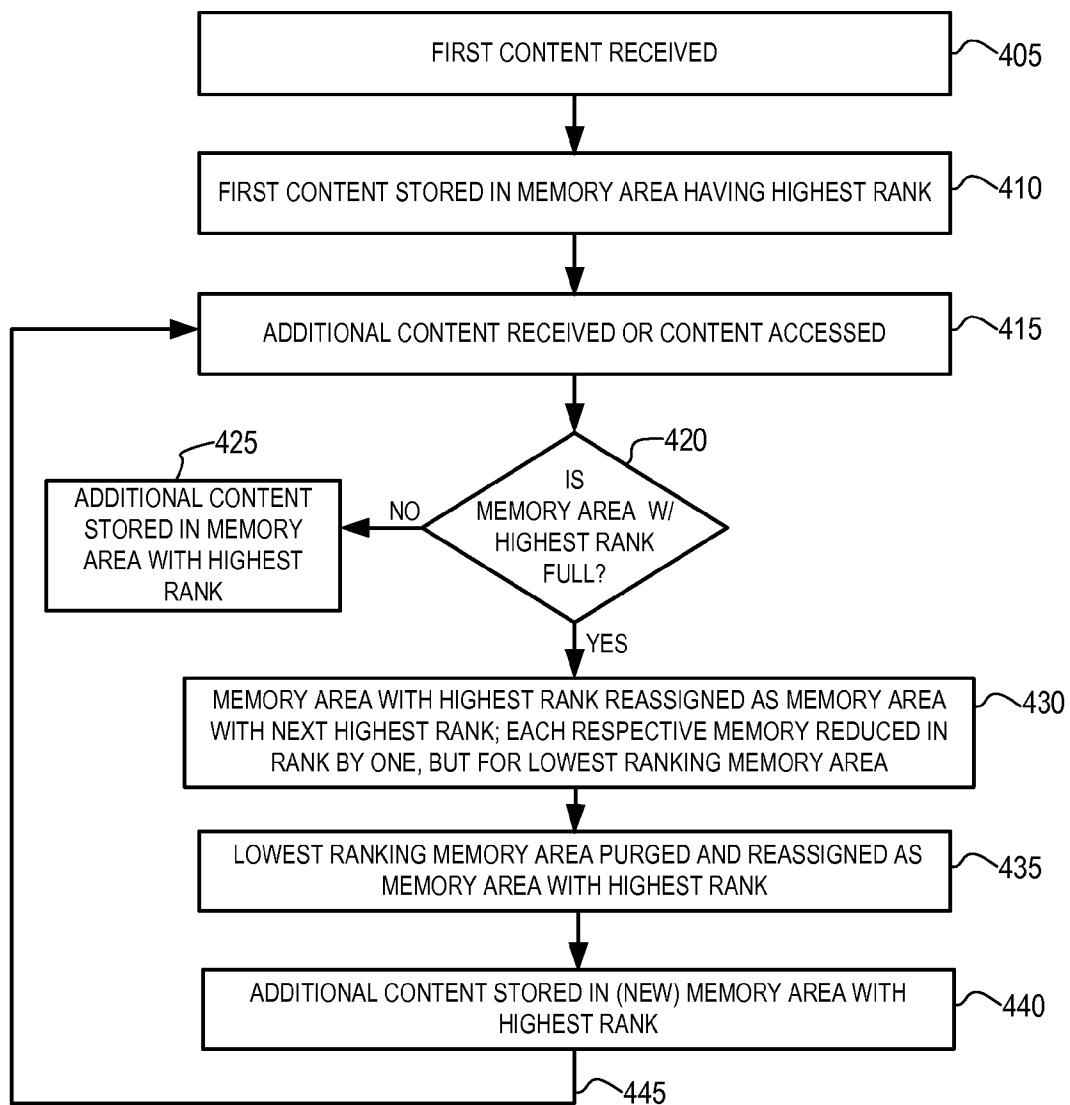 FIRST CONTENT RECEIVED
405
FIRST CONTENT STORED IN MEMORY AREA HAVING HIGHEST RANK
410
ADDITIONAL CONTENT RECEIVED OR CONTENT ACCESSED
415
420
IS
MEMORY AREA W/
HIGHEST RANK
FULL?
NO
425
ADDITIONAL CONTENT
STORED IN MEMORY
AREA WITH HIGHEST
RANK
YES
MEMORY AREA WITH HIGHEST RANK REASSIGNED AS MEMORY AREA
WITH NEXT HIGHEST RANK; EACH RESPECTIVE MEMORY REDUCED IN
RANK BY ONE, BUT FOR LOWEST RANKING MEMORY AREA
430
LOWEST RANKING MEMORY AREA PURGED AND REASSIGNED AS
MEMORY AREA WITH HIGHEST RANK
435
ADDITIONAL CONTENT STORED IN (NEW) MEMORY AREA WITH
HIGHEST RANK
440
445